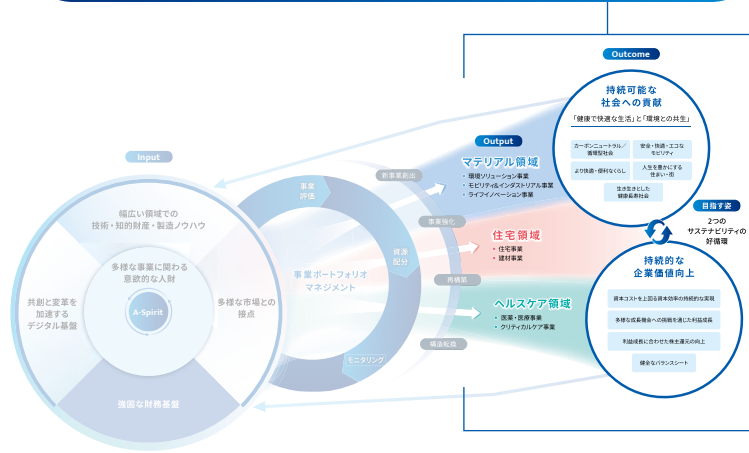 Input
幅広い領域での
技術・知的財産・製造ノウハウ
多様な事業に関わる
意欲的な人財
A-Spirit
共創と変革を
加速する
デジタル基盤
多様な市場との
接点
強固な財務基盤
事業
評価
事業ポートフォリオ
マネジメント
資源
配分
モニタリング
新事業創出
事業強化
再構築
構造転換
Output
マテリアル領域
・環境ソリューション事業
・モビリティ&インダストリアル事業
・ライフイノベーション事業
住宅領域
・住宅事業
・建材事業
ヘルスケア領域
・医薬・医療事業
・クリティカルケア事業
Outcome
持続可能な
社会への貢献
「健康で快適な生活」と「環境との共生」
カーボンニュートラル／
循環型社会
安全・快適・エコな
モビリティ
より快適・便利なくらし
人生を豊かにする
住まい・街
生き生きとした
健康長寿社会
目指す姿
2つの
サステナビリティの
好循環
持続的な
企業価値向上
資本コストを上回る資本効率の持続的な実現
多様な成長機会への挑戦を通じた利益成長
利益成長に合わせた株主還元の向上
健全なバランスシート